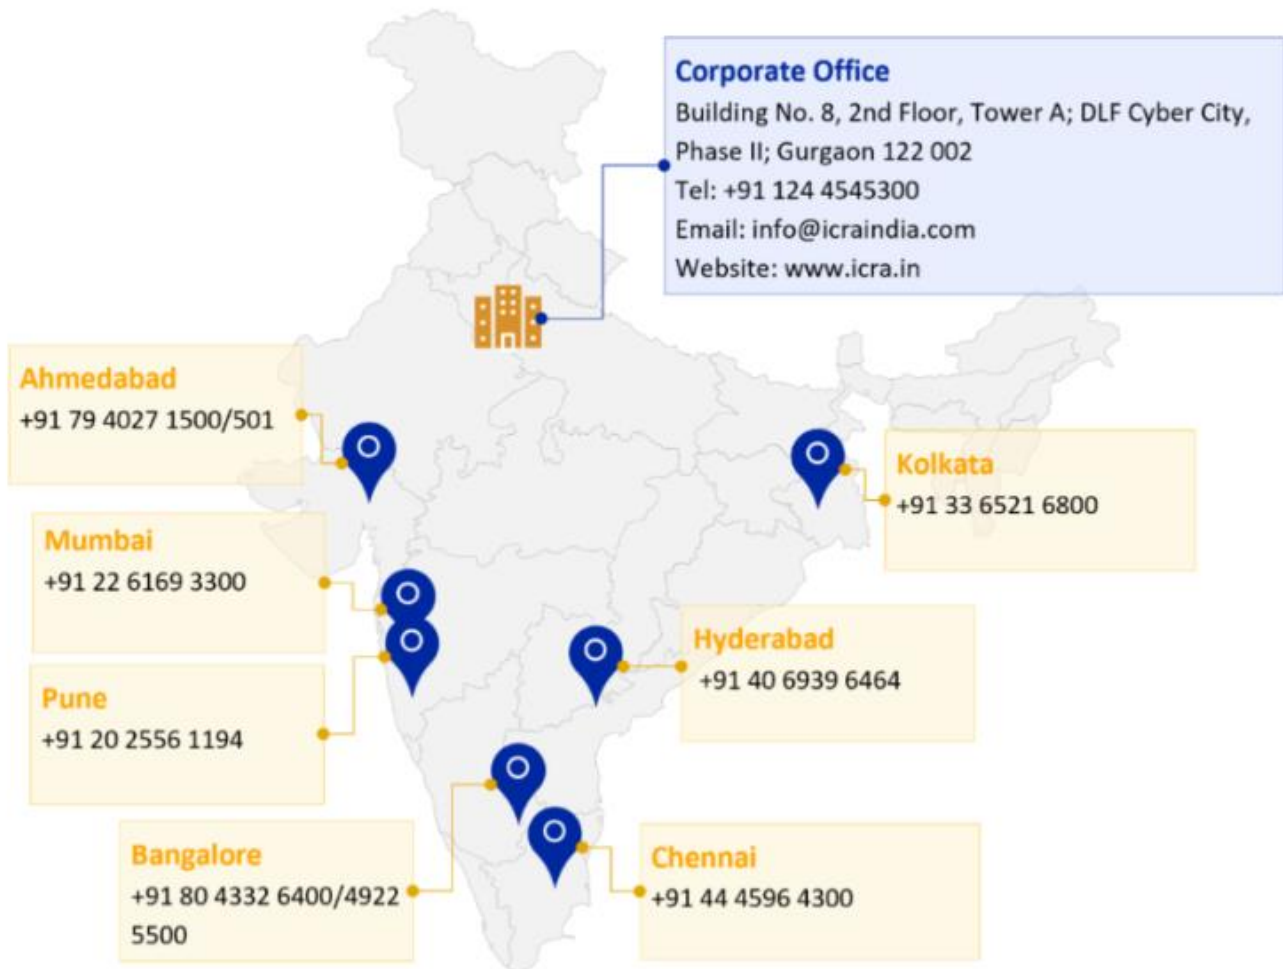 Corporate Office
Building No. 8, 2nd Floor, Tower A; DLF Cyber City,
Phase II; Gurgaon 122 002
Tel: +91 124 4545300
Email: info@icraindia.com
Website: www.icra.in
Ahmedabad
+91 79 4027 1500/501
Kolkata
+91 33 6521 6800
Mumbai
+91 22 6169 3300
Hyderabad
+91 40 6939 6464
Pune
+91 20 2556 1194
Bangalore
+91 80 4332 6400/4922
5500
Chennai
+91 44 4596 4300